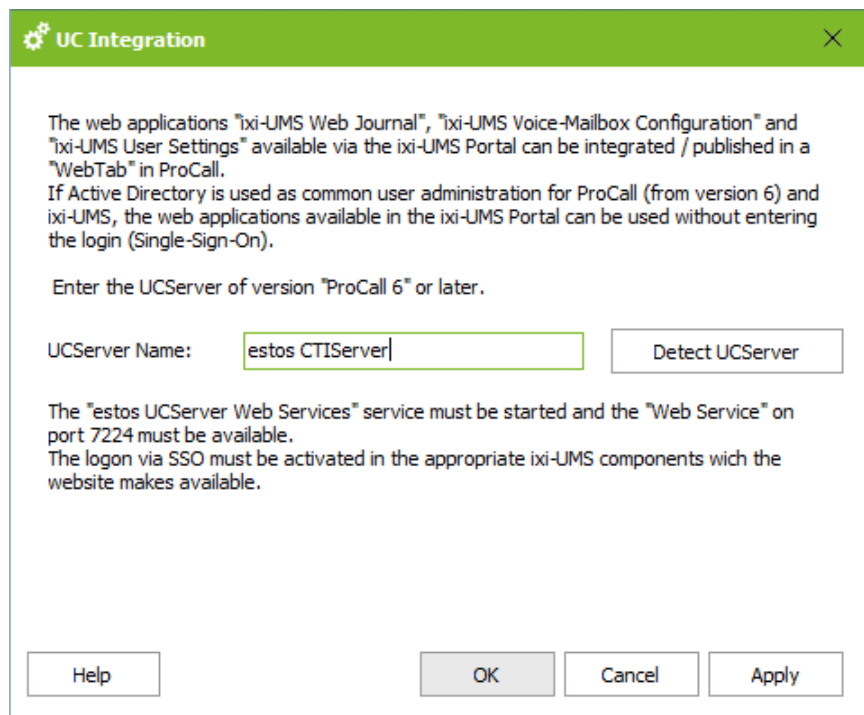 UC Integration
The web applications "ixi-UMS Web Journal", "ixi-UMS Voice-Mailbox Configuration" and
"ixi-UMS User Settings" available via the ixi-UMS Portal can be integrated / published in a
"WebTab" in ProCall.
If Active Directory is used as common user administration for ProCall (from version 6) and
ixi-UMS, the web applications available in the ixi-UMS Portal can be used without entering
the login (Single-Sign-On).
Enter the UCServer of version "ProCall 6" or later.
UCServer Name: estos CTIServer Detect UCServer
The "estos UCServer Web Services" service must be started and the "Web Service" on
port 7224 must be available.
The logon via SSO must be activated in the appropriate ixi-UMS components wich the
website makes available.
Help OK Cancel Apply